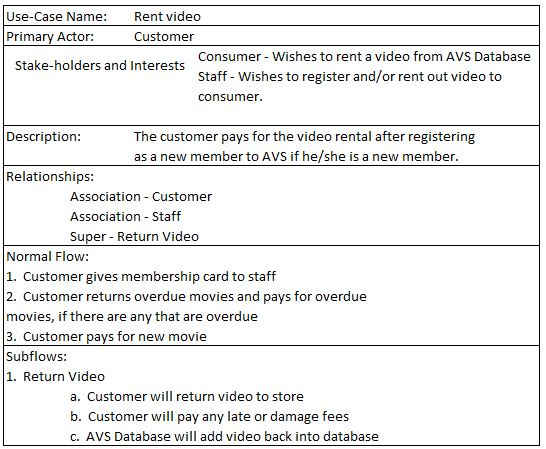 Use-Case Name: Rent video
Primary Actor: Customer
Stake-holders and Interests
Consumer - Wishes to rent a video from AVS Database
Staff - Wishes to register and/or rent out video to
consumer.
Description: The customer pays for the video rental after registering
as a new member to AVS if he/she is a new member.
Relationships:
Association - Customer
Association - Staff
Super - Return Video
Normal Flow:
1. Customer gives membership card to staff
2. Customer returns overdue movies and pays for overdue
movies, if there are any that are overdue
3. Customer pays for new movie
Subflows:
1. Return Video
a. Customer will return video to store
b. Customer will pay any late or damage fees
c. AVS Database will add video back into database